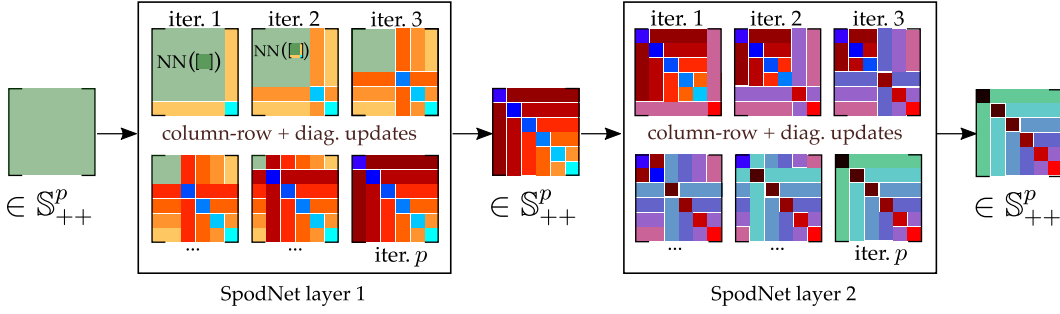 iter. 1 iter. 2 iter. 3
NN([ ]) NN([ ])
column-row + diag. updates
... ...
iter. p
SpodNet layer 1
∈ 𝕊^p_{++}
∈ 𝕊^p_{++}
iter. 1 iter. 2 iter. 3
column-row + diag. updates
... ...
iter. p
SpodNet layer 2
∈ 𝕊^p_{++}